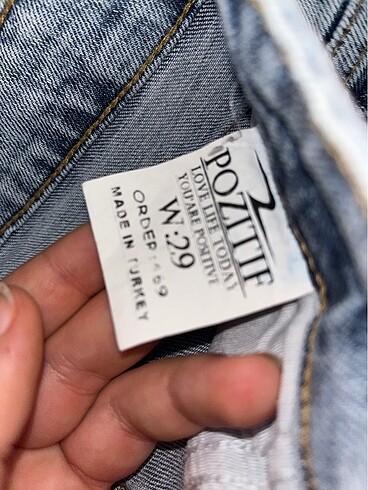 POZITIF
LOVE LIFE TODAY
YOU ARE POSITIVE
W:29
MADE IN TURKEY